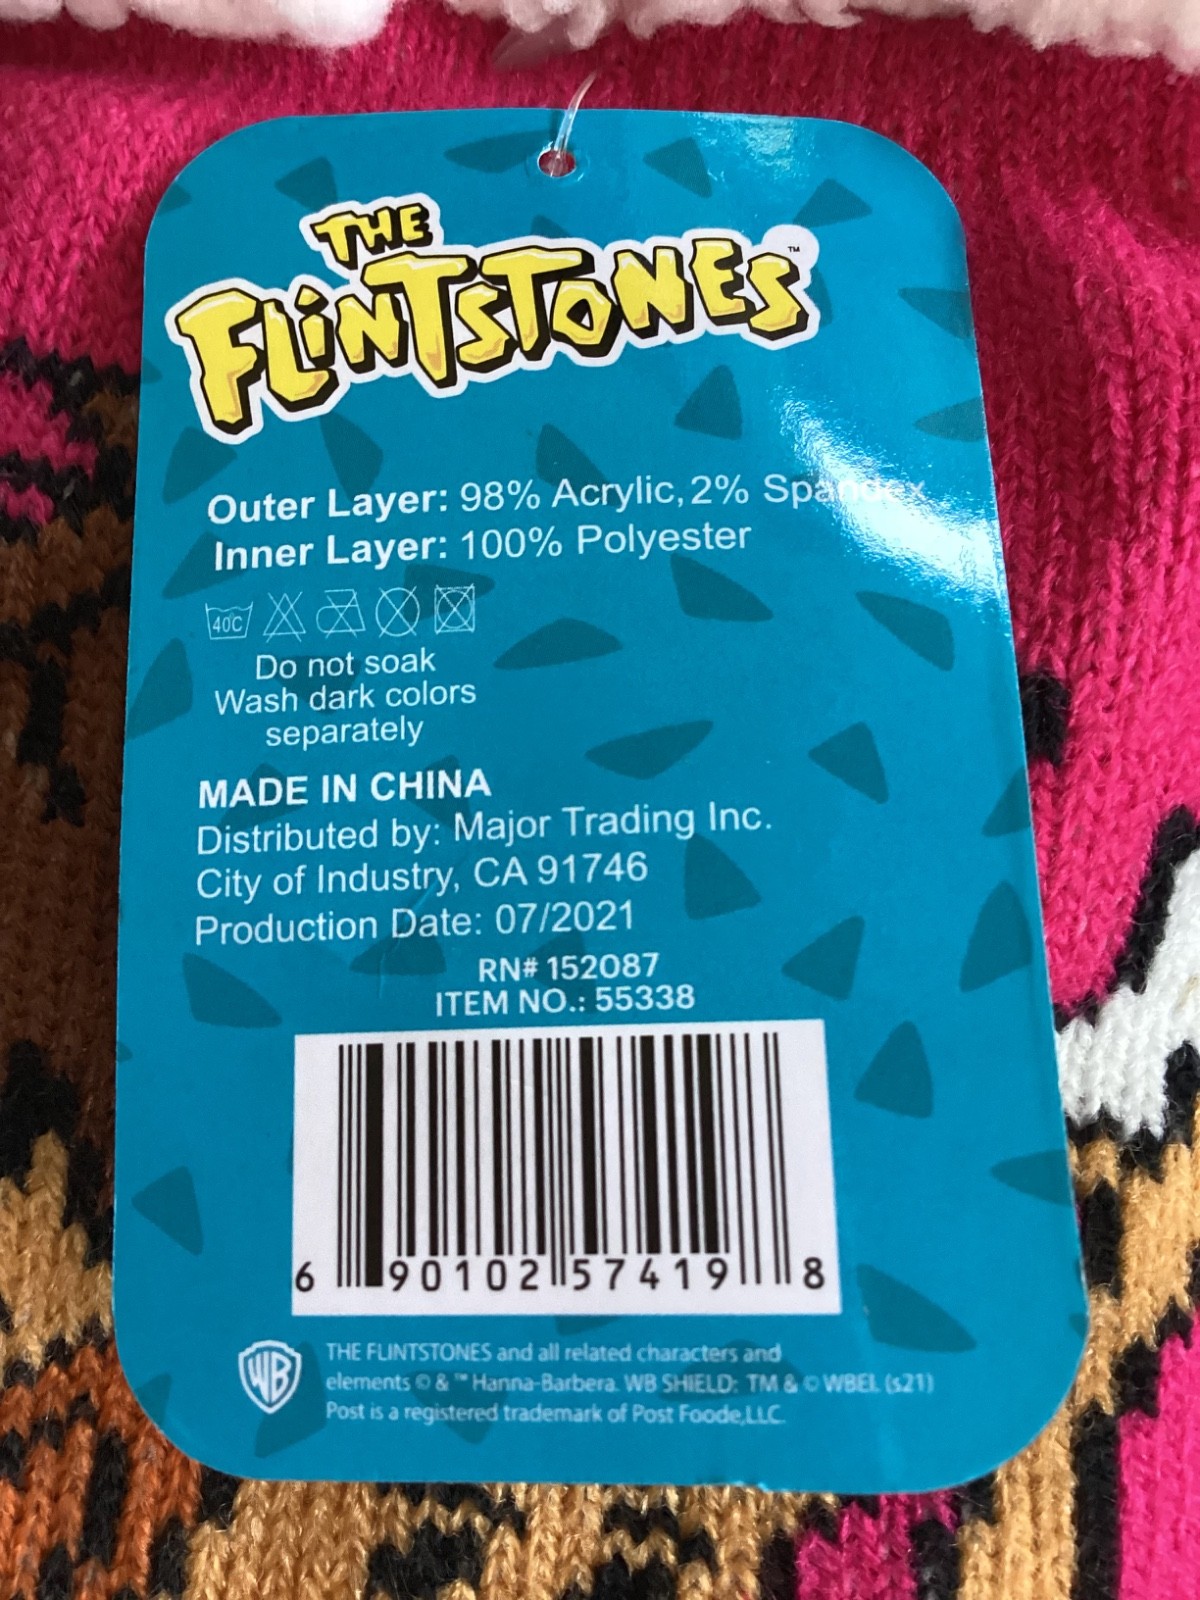 THE
FLINTSTONES™
Outer Layer: 98% Acrylic, 2% Spandex
Inner Layer: 100% Polyester
40C
Do not soak
Wash dark colors
separately
MADE IN CHINA
Distributed by: Major Trading Inc.
City of Industry, CA 91746
Production Date: 07/2021
RN# 152087
ITEM NO.: 55338
6 90102 57419 8
WB
THE FLINTSTONES and all related characters and
elements © & ™ Hanna-Barbera. WB SHIELD: TM & © WBEI. (s21)
Post is a registered trademark of Post Foode,LLC.